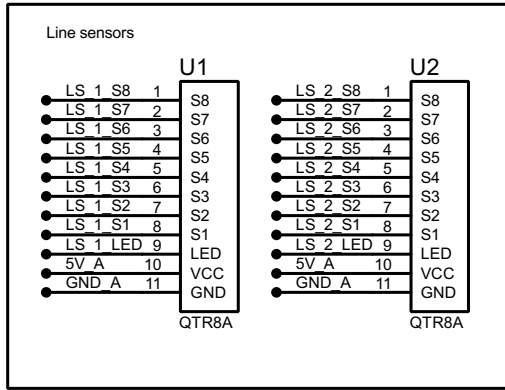 Line sensors
U1
LS_1_S8 1 S8
LS_1_S7 2 S7
LS_1_S6 3 S6
LS_1_S5 4 S5
LS_1_S4 5 S4
LS_1_S3 6 S3
LS_1_S2 7 S2
LS_1_S1 8 S1
LS_1_LED 9 LED
5V_A 10 VCC
GND_A 11 GND
QTR8A
U2
LS_2_S8 1 S8
LS_2_S7 2 S7
LS_2_S6 3 S6
LS_2_S5 4 S5
LS_2_S4 5 S4
LS_2_S3 6 S3
LS_2_S2 7 S2
LS_2_S1 8 S1
LS_2_LED 9 LED
5V_A 10 VCC
GND_A 11 GND
QTR8A